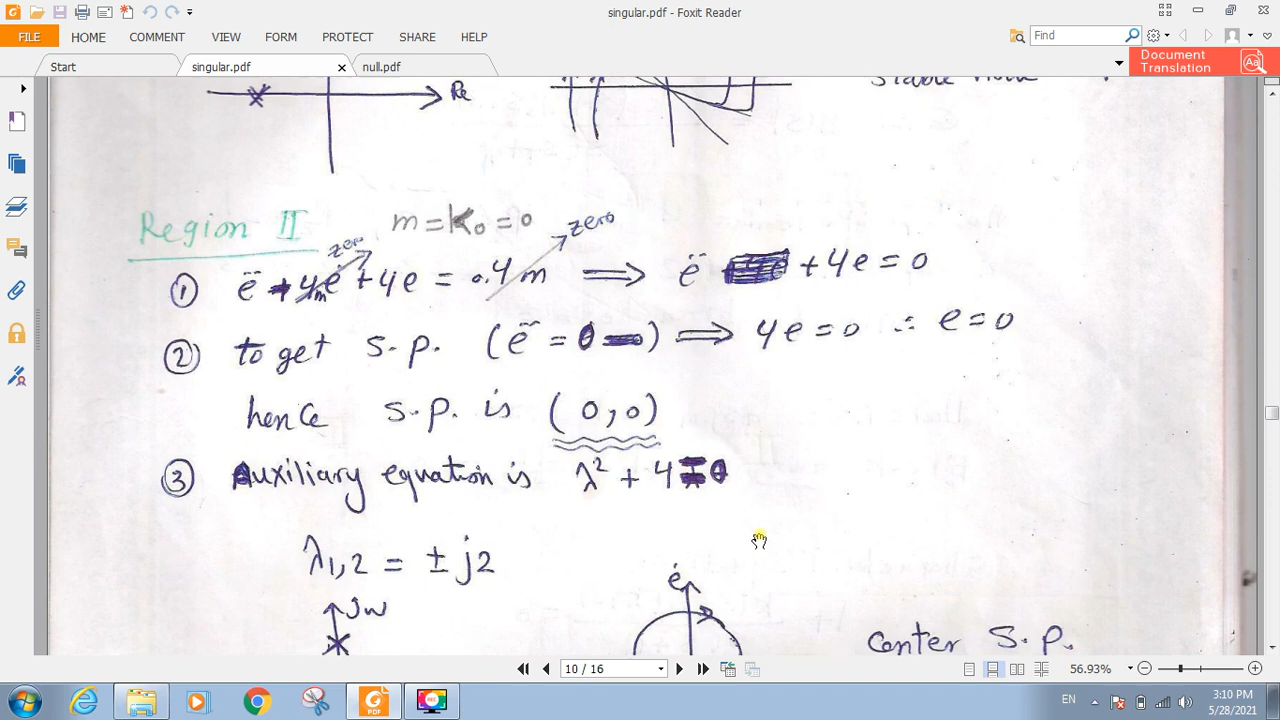 singular.pdf - Foxit Reader
FILE HOME COMMENT VIEW FORM PROTECT SHARE HELP
Find
Start singular.pdf null.pdf
Document Translation
Re
Region II m = K₀ = 0 zero
zero
① ë + 4mė + 4e = 0.4m ⟹ ë + 4e = 0
② to get s.p. (ë = 0) ⟹ 4e = 0 ∴ e = 0
hence s.p. is (0,0)
③ Auxiliary equation is λ² + 4 = 0
λ1,2 = ± j2
jω
ė
center s.p.
10 / 16
56.93%
EN
3:10 PM
5/28/2021